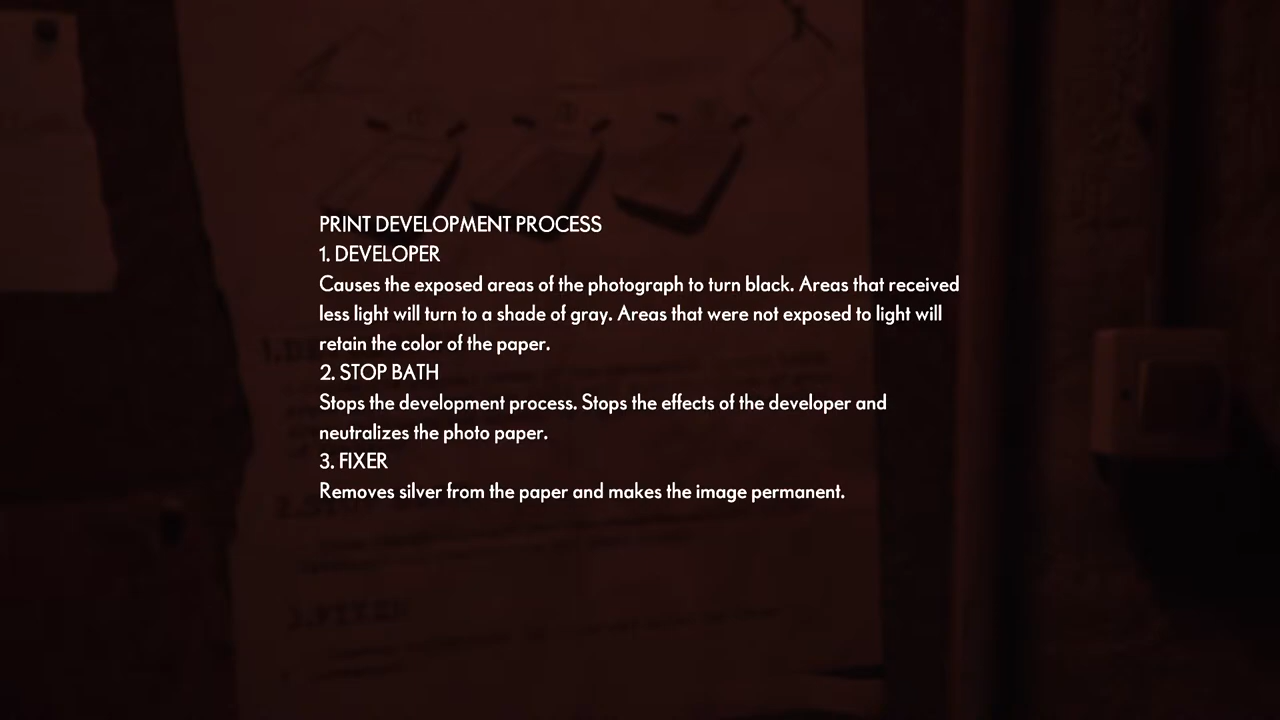 PRINT DEVELOPMENT PROCESS
1. DEVELOPER
Causes the exposed areas of the photograph to turn black. Areas that received
less light will turn to a shade of gray. Areas that were not exposed to light will
retain the color of the paper.
2. STOP BATH
Stops the development process. Stops the effects of the developer and
neutralizes the photo paper.
3. FIXER
Removes silver from the paper and makes the image permanent.